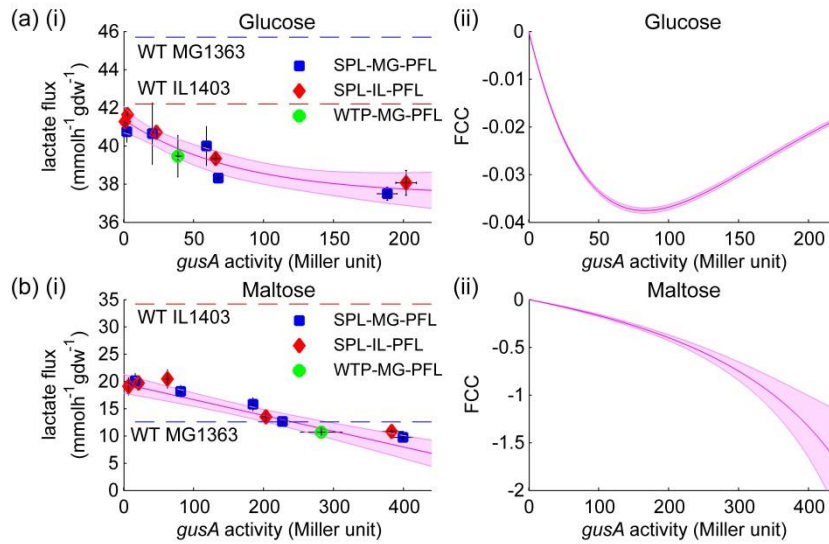 (a) (i) Glucose
lactate flux
(mmolh⁻¹ gdw⁻¹)
46
44
42
40
38
36
WT MG1363
WT IL1403
SPL-MG-PFL
SPL-IL-PFL
WTP-MG-PFL
0 50 100 150 200
gusA activity (Miller unit)
(ii) Glucose
FCC
0
-0.01
-0.02
-0.03
-0.04
0 50 100 150 200
gusA activity (Miller unit)
(b) (i) Maltose
lactate flux
(mmolh⁻¹ gdw⁻¹)
35
30
25
20
15
10
5
0
WT IL1403
SPL-MG-PFL
SPL-IL-PFL
WTP-MG-PFL
WT MG1363
0 100 200 300 400
gusA activity (Miller unit)
(ii) Maltose
FCC
0
-0.5
-1
-1.5
-2
0 100 200 300 400
gusA activity (Miller unit)